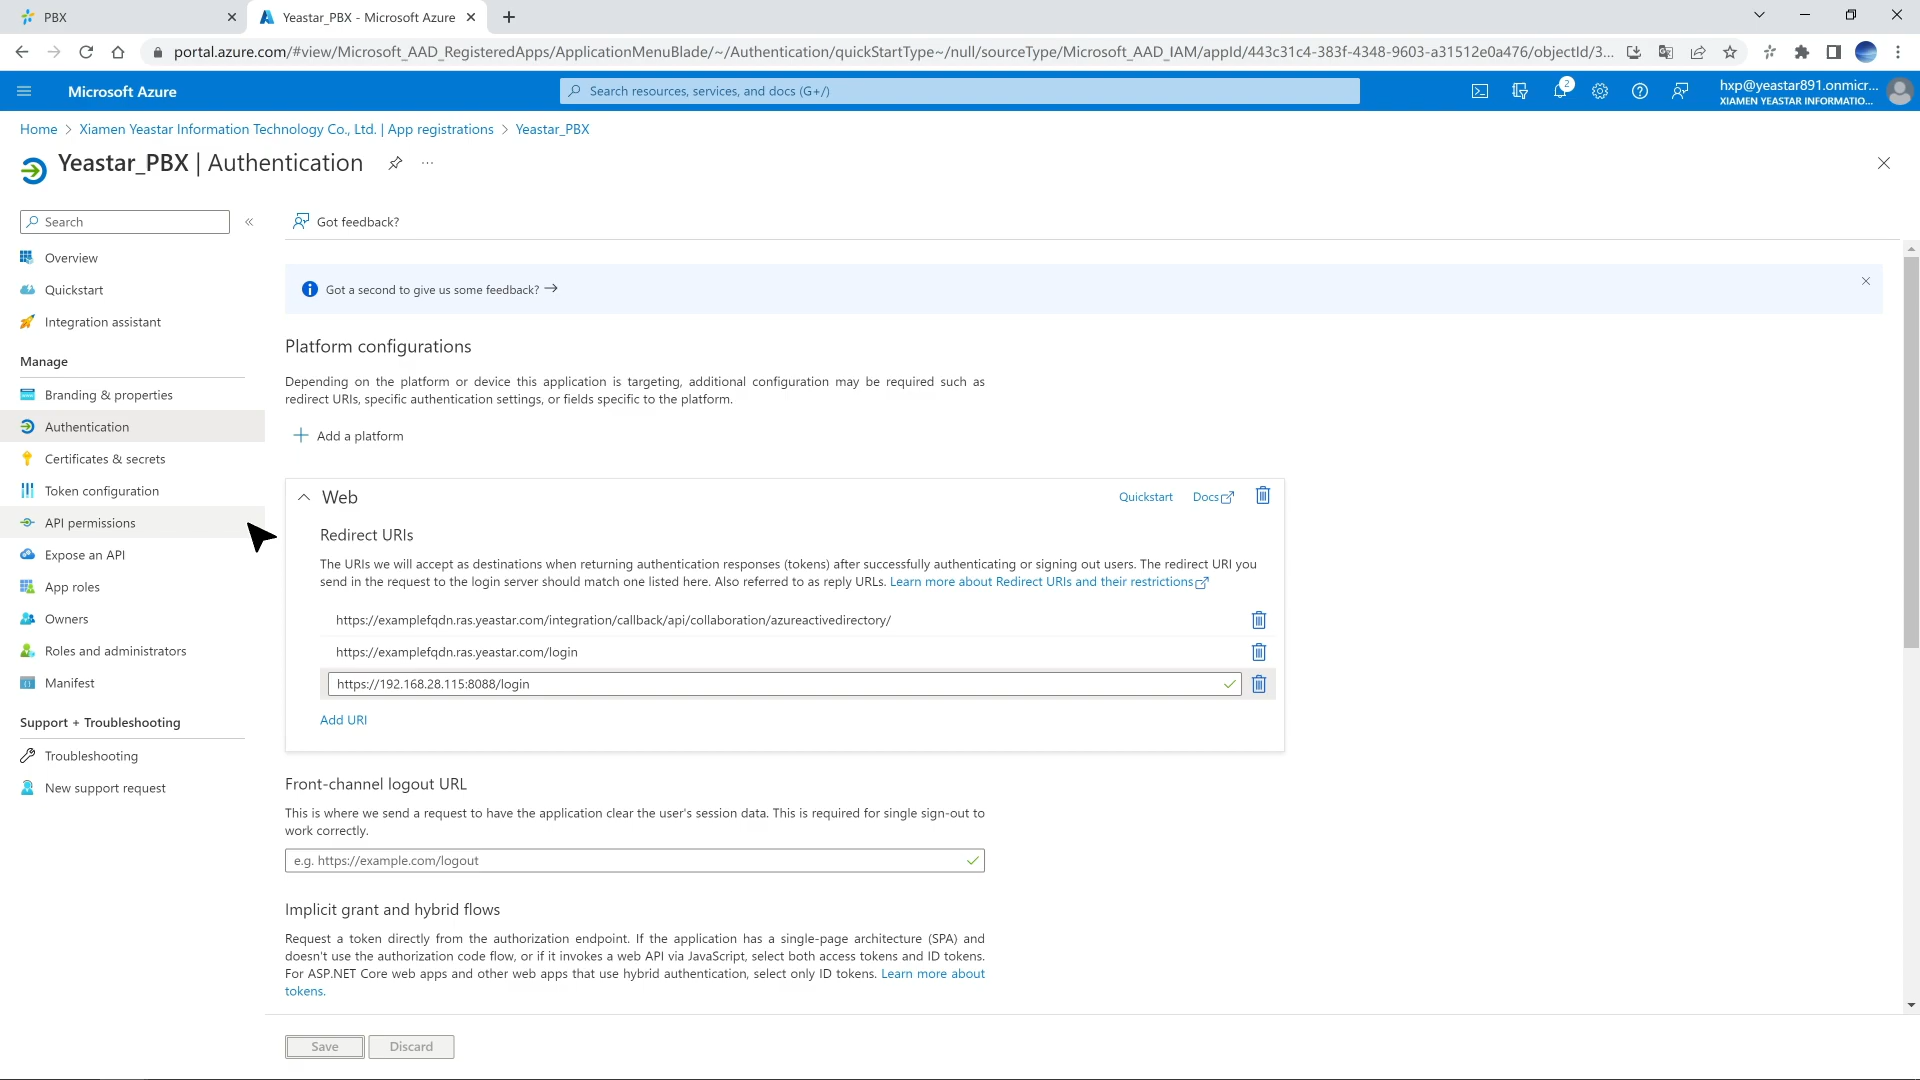 PBX
Yeastar_PBX - Microsoft Azure
portal.azure.com/#view/Microsoft_AAD_RegisteredApps/ApplicationMenuBlade/~/Authentication/quickStartType~/null/sourceType/Microsoft_AAD_IAM/appId/443c31c4-383f-4348-9603-a31512e0a476/objectId/3...
Microsoft Azure
Search resources, services, and docs (G+/)
2
hxp@yeastar891.onmicr...
XIAMEN YEASTAR INFORMATIO...
Home > Xiamen Yeastar Information Technology Co., Ltd. | App registrations > Yeastar_PBX
Yeastar_PBX | Authentication
Search
Overview
Quickstart
Integration assistant
Manage
Branding & properties
Authentication
Certificates & secrets
Token configuration
API permissions
Expose an API
App roles
Owners
Roles and administrators
Manifest
Support + Troubleshooting
Troubleshooting
New support request
Got feedback?
Got a second to give us some feedback?
Platform configurations
Depending on the platform or device this application is targeting, additional configuration may be required such as
redirect URIs, specific authentication settings, or fields specific to the platform.
Add a platform
Web
Quickstart
Docs
Redirect URIs
The URIs we will accept as destinations when returning authentication responses (tokens) after successfully authenticating or signing out users. The redirect URI you
send in the request to the login server should match one listed here. Also referred to as reply URLs. Learn more about Redirect URIs and their restrictions
https://examplefqdn.ras.yeastar.com/integration/callback/api/collaboration/azureactivedirectory/
https://examplefqdn.ras.yeastar.com/login
https://192.168.28.115:8088/login
Add URI
Front-channel logout URL
This is where we send a request to have the application clear the user's session data. This is required for single sign-out to
work correctly.
e.g. https://example.com/logout
Implicit grant and hybrid flows
Request a token directly from the authorization endpoint. If the application has a single-page architecture (SPA) and
doesn't use the authorization code flow, or if it invokes a web API via JavaScript, select both access tokens and ID tokens.
For ASP.NET Core web apps and other web apps that use hybrid authentication, select only ID tokens. Learn more about
tokens.
Save
Discard